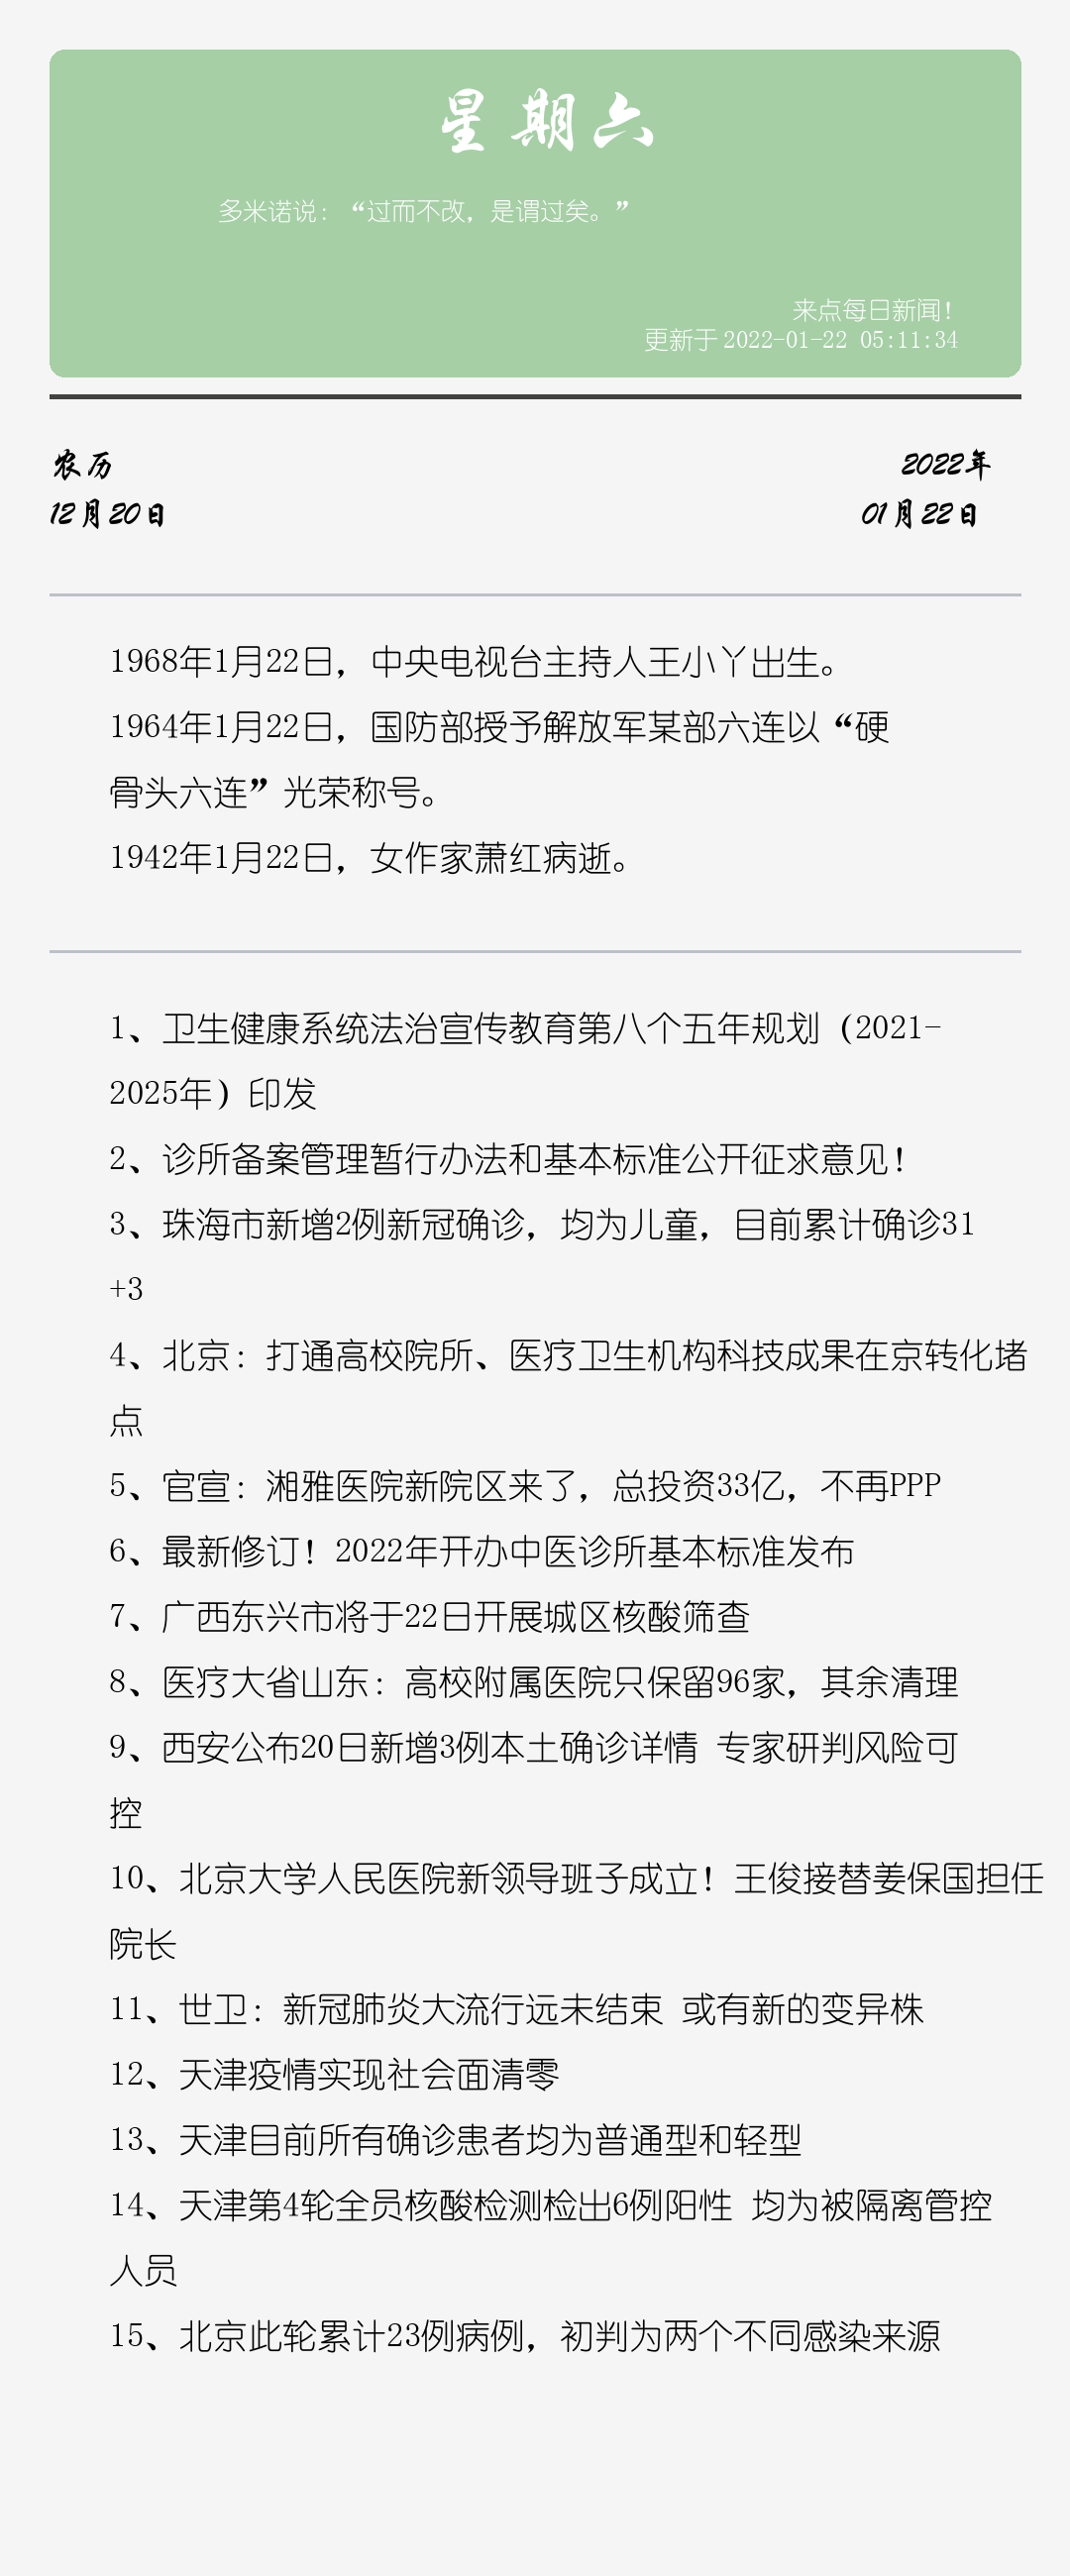 星期六
多米诺说：“过而不改，是谓过矣。”
来点每日新闻！
更新于 2022-01-22 05:11:34
农历
2022年
12月20日
01月22日
1968年1月22日，中央电视台主持人王小丫出生。
1964年1月22日，国防部授予解放军某部六连以“硬
骨头六连”光荣称号。
1942年1月22日，女作家萧红病逝。
1、卫生健康系统法治宣传教育第八个五年规划（2021-
2025年）印发
2、诊所备案管理暂行办法和基本标准公开征求意见！
3、珠海市新增2例新冠确诊，均为儿童，目前累计确诊31
+3
4、北京：打通高校院所、医疗卫生机构科技成果在京转化堵
点
5、官宣：湘雅医院新院区来了，总投资33亿，不再PPP
6、最新修订！2022年开办中医诊所基本标准发布
7、广西东兴市将于22日开展城区核酸筛查
8、医疗大省山东：高校附属医院只保留96家，其余清理
9、西安公布20日新增3例本土确诊详情 专家研判风险可
控
10、北京大学人民医院新领导班子成立！王俊接替姜保国担任
院长
11、世卫：新冠肺炎大流行远未结束 或有新的变异株
12、天津疫情实现社会面清零
13、天津目前所有确诊患者均为普通型和轻型
14、天津第4轮全员核酸检测检出6例阳性 均为被隔离管控
人员
15、北京此轮累计23例病例，初判为两个不同感染来源